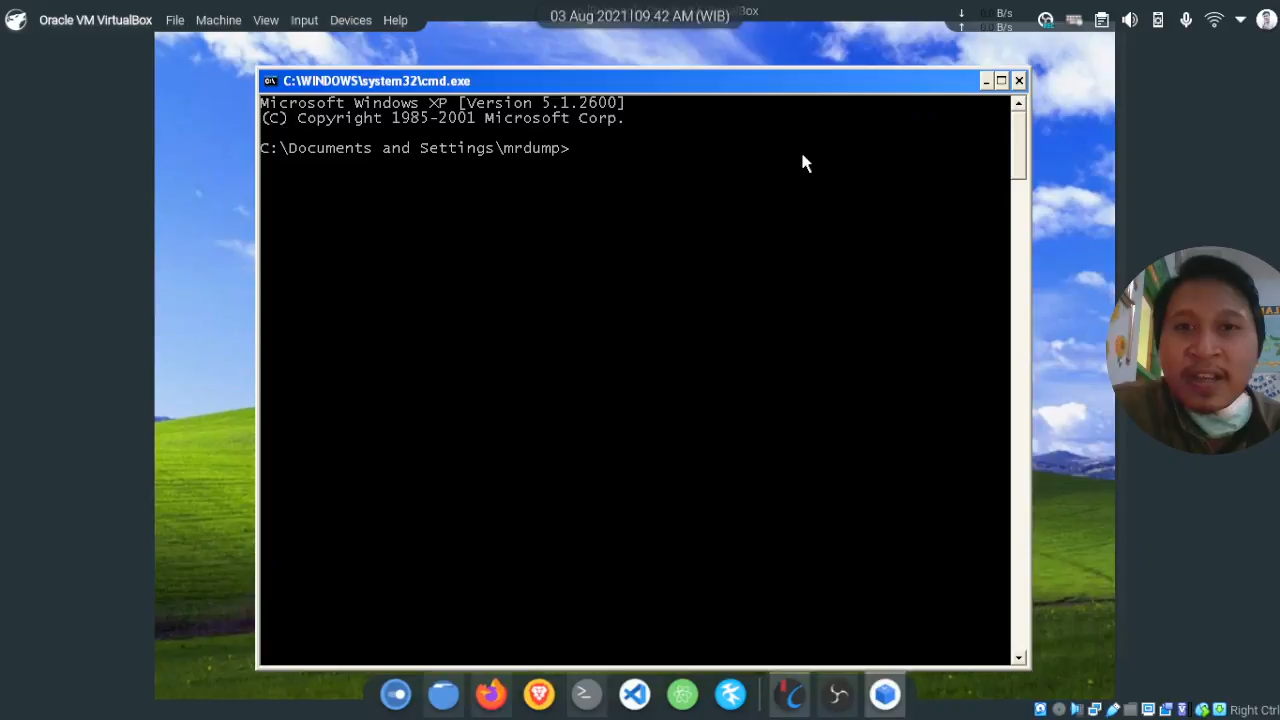 Oracle VM VirtualBox File Machine View Input Devices Help
03 Aug 2021 | 09.42 AM (WIB)
B/s
B/s
C:\WINDOWS\system32\cmd.exe
Microsoft Windows XP [Version 5.1.2600]
(C) Copyright 1985-2001 Microsoft Corp.
C:\Documents and Settings\mrdump>
Right Ctrl